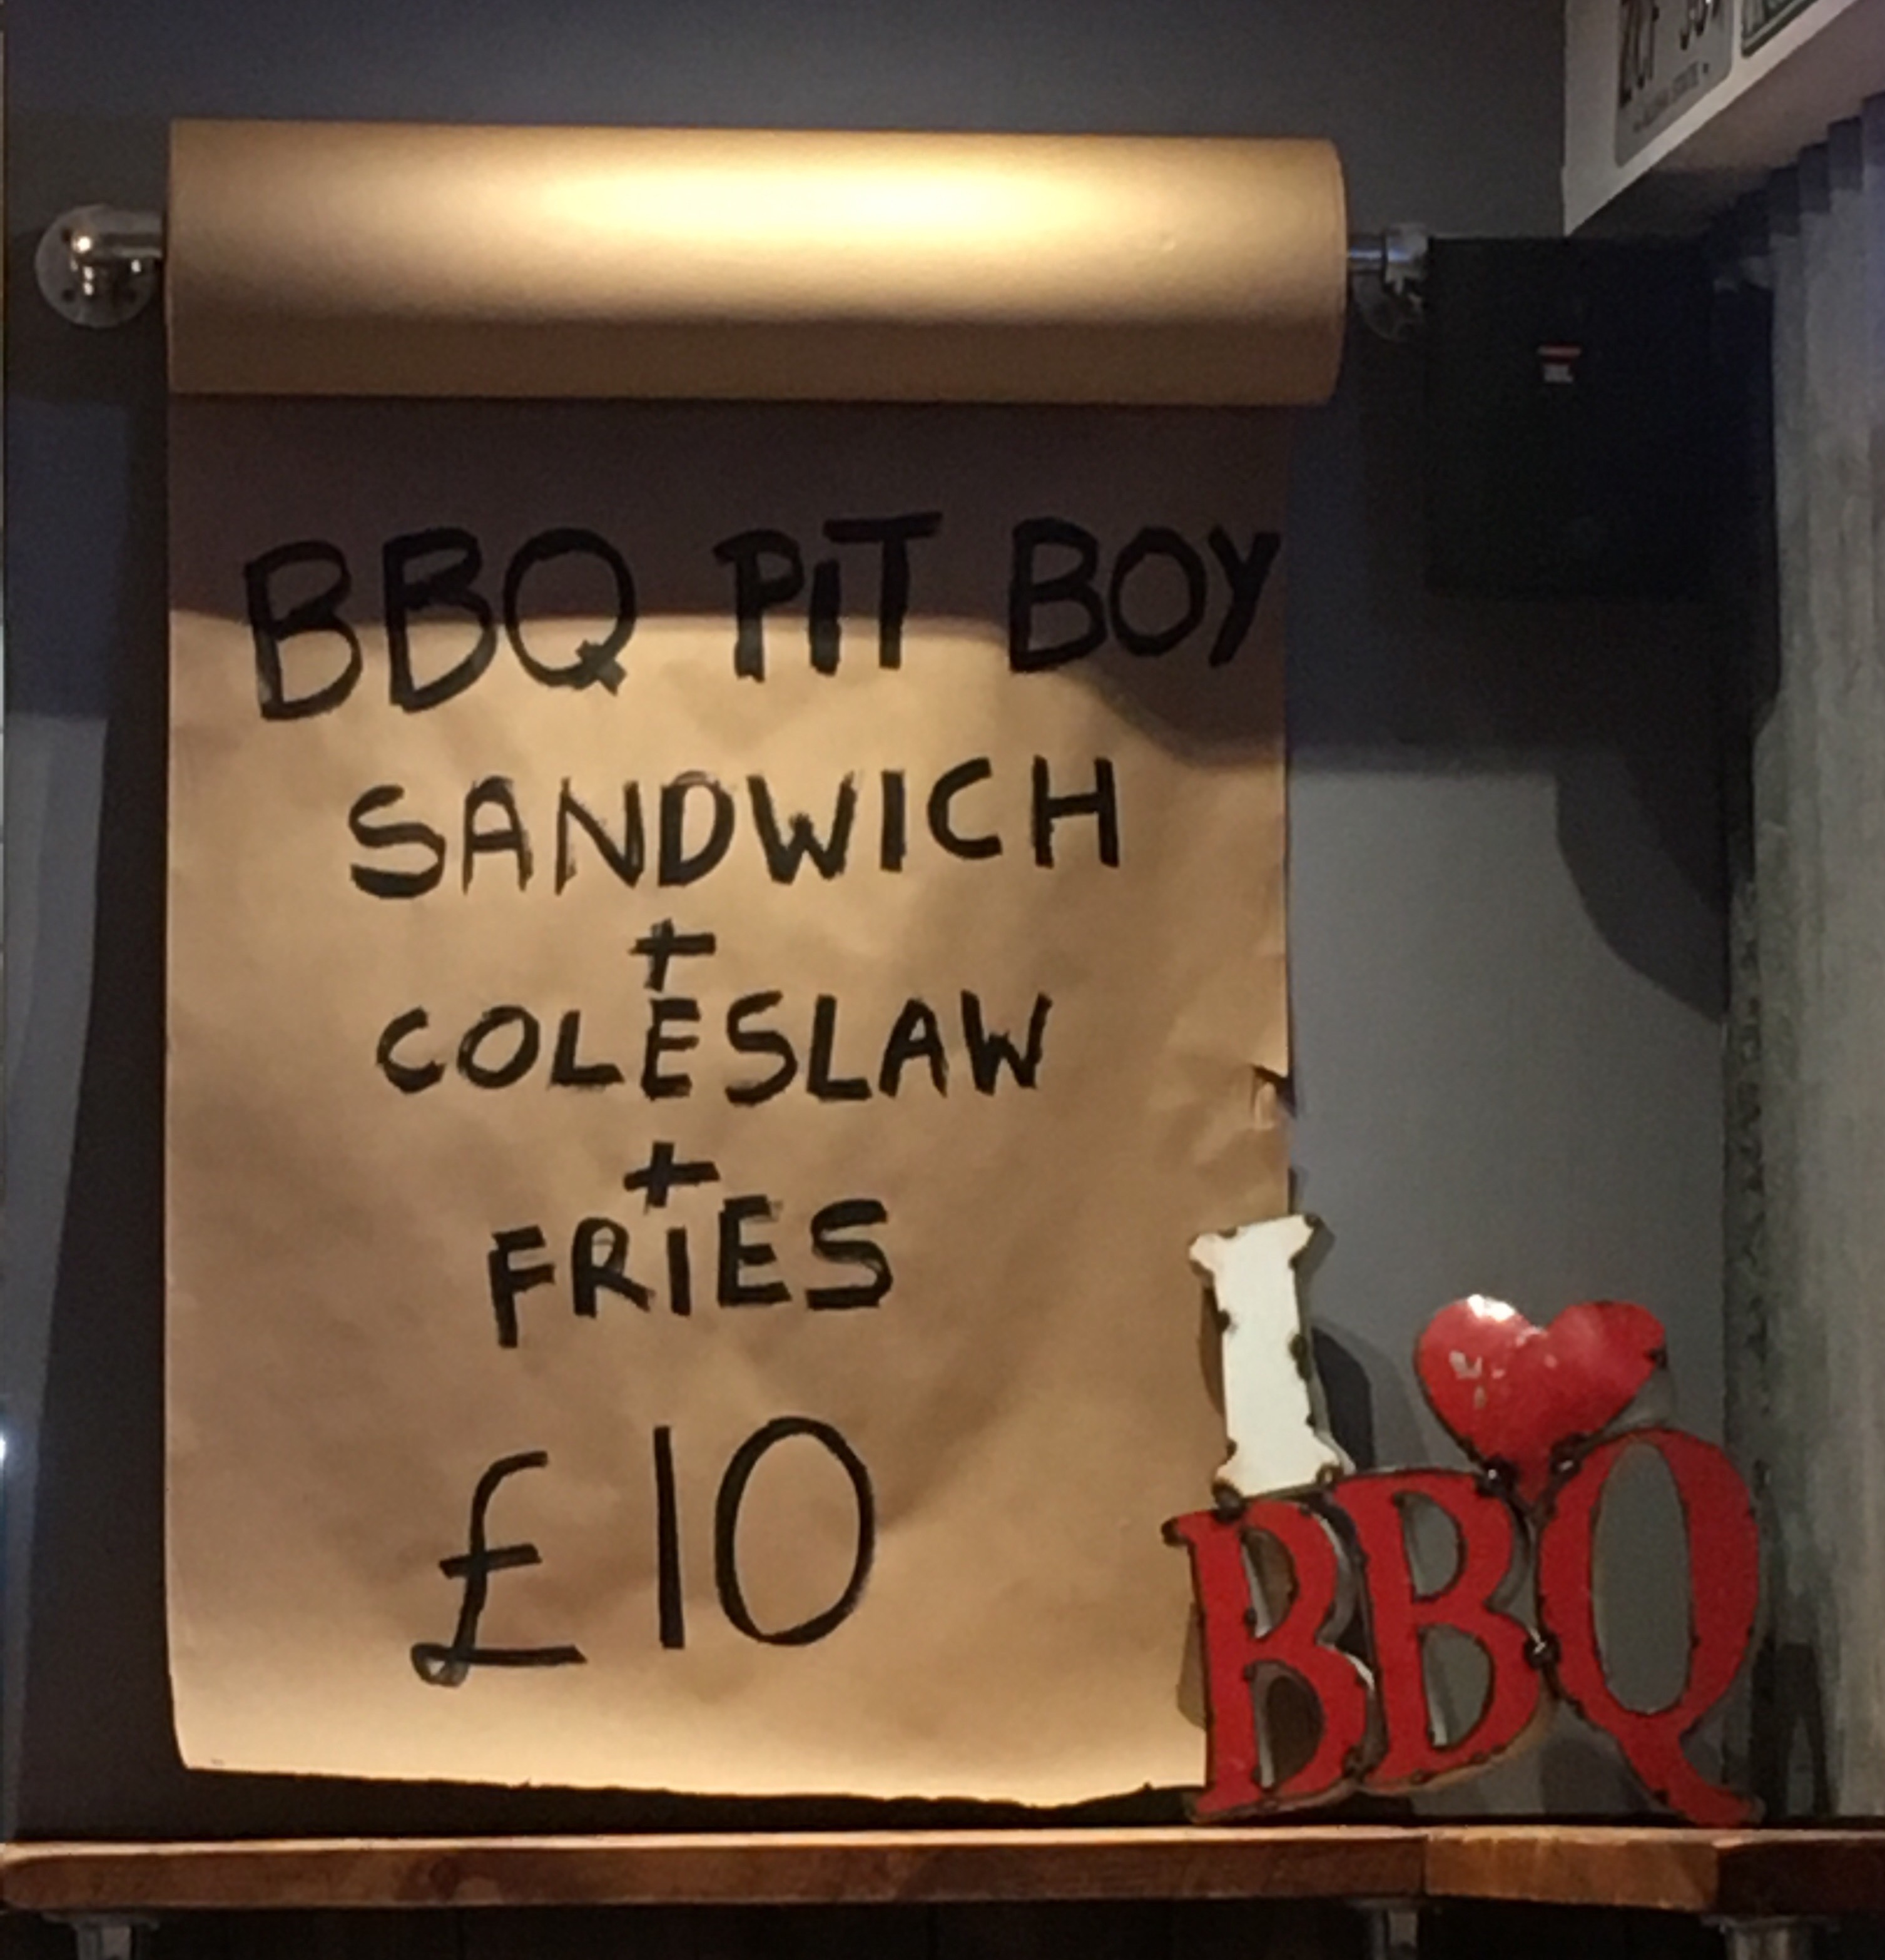 BBQ PiT BOY
SANDWICH
+
COLESLAW
+
FRiES
£10
I ♥
BBQ